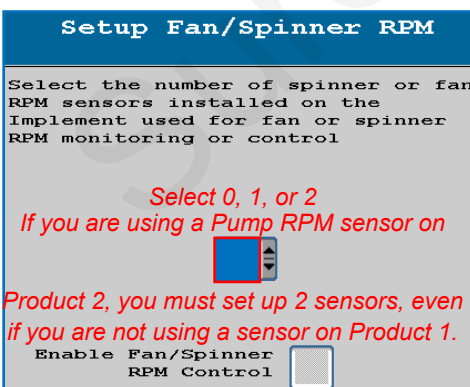 Setup Fan/Spinner RPM
Select the number of spinner or fan
RPM sensors installed on the
Implement used for fan or spinner
RPM monitoring or control
Select 0, 1, or 2
If you are using a Pump RPM sensor on
Product 2, you must set up 2 sensors, even
if you are not using a sensor on Product 1.
Enable Fan/Spinner
RPM Control